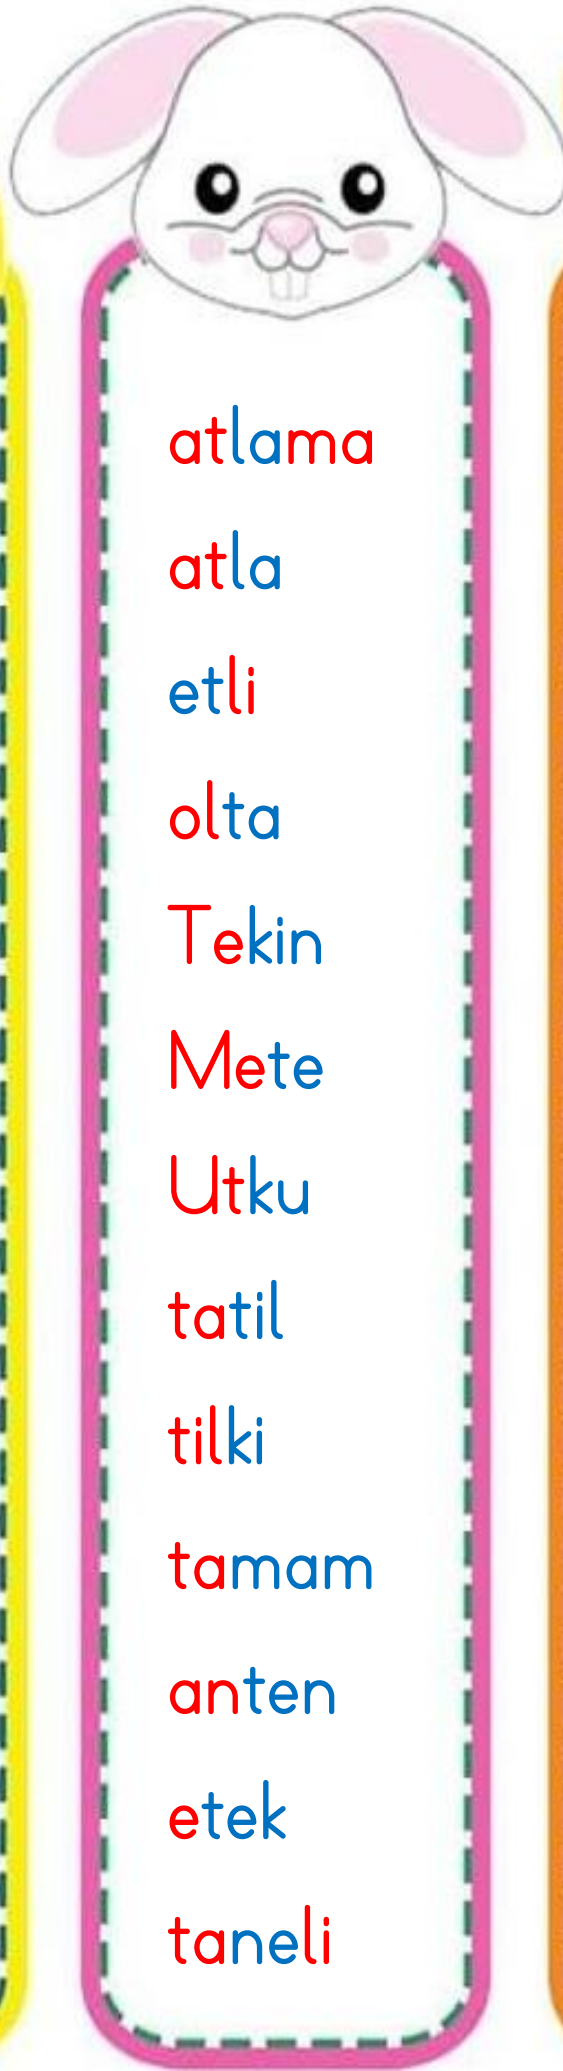 atlama
atla
etli
olta
Tekin
Mete
Utku
tatil
tilki
tamam
anten
etek
taneli